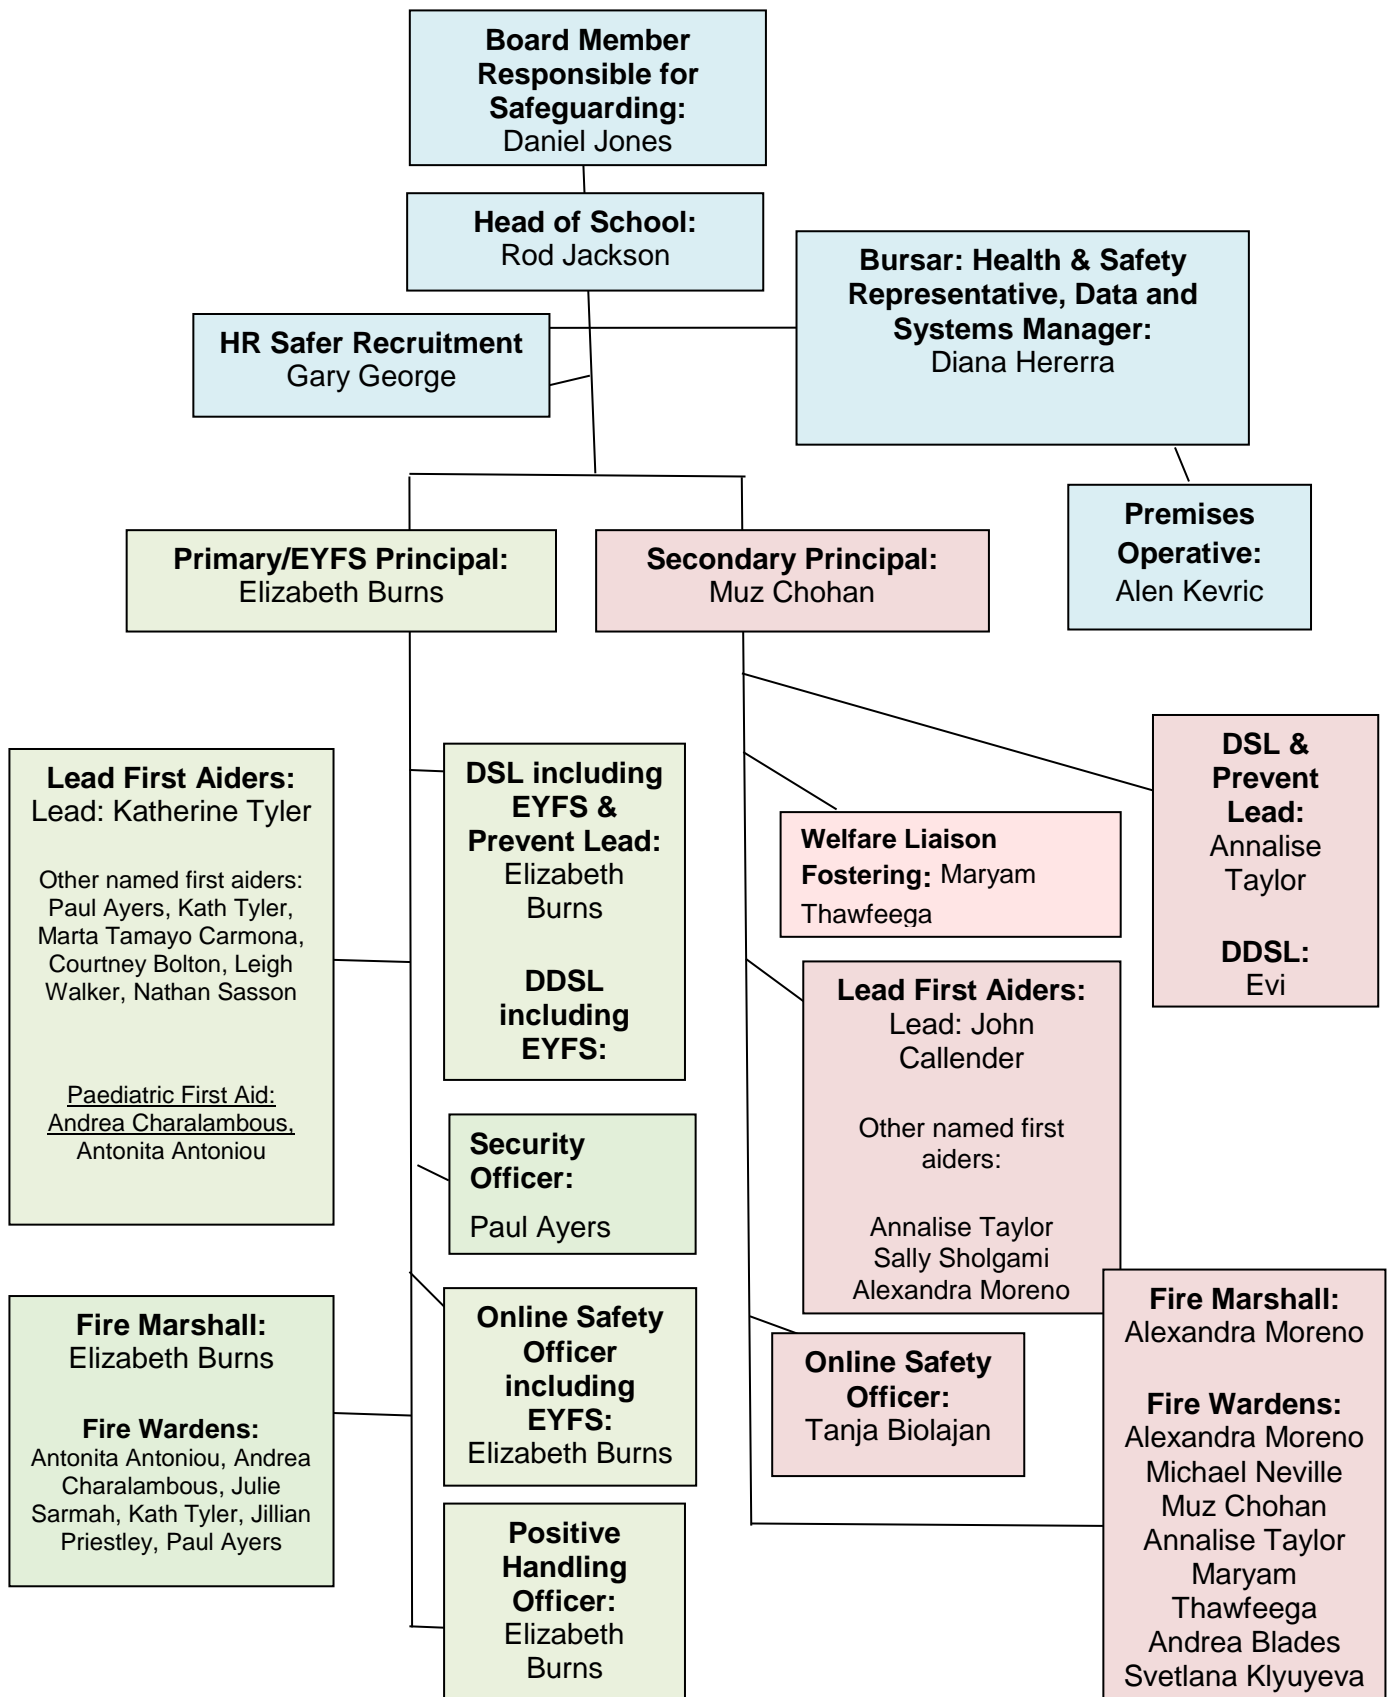 Board Member
Responsible for
Safeguarding:
Daniel Jones
Head of School:
Rod Jackson
Bursar: Health & Safety
Representative, Data and
Systems Manager:
Diana Hererra
HR Safer Recruitment
Gary George
Premises
Operative:
Alen Kevric
Primary/EYFS Principal:
Elizabeth Burns
Secondary Principal:
Muz Chohan
Lead First Aiders:
Lead: Katherine Tyler
Other named first aiders:
Paul Ayers, Kath Tyler,
Marta Tamayo Carmona,
Courtney Bolton, Leigh
Walker, Nathan Sasson
Paediatric First Aid:
Andrea Charalambous,
Antonita Antoniou
DSL including
EYFS &
Prevent Lead:
Elizabeth
Burns
DDSL
including
EYFS:
Welfare Liaison
Fostering: Maryam
Thawfeega
DSL &
Prevent
Lead:
Annalise
Taylor
DDSL:
Evi
Lead First Aiders:
Lead: John
Callender
Other named first
aiders:
Annalise Taylor
Sally Sholgami
Alexandra Moreno
Security
Officer:
Paul Ayers
Fire Marshall:
Elizabeth Burns
Fire Wardens:
Antonita Antoniou, Andrea
Charalambous, Julie
Sarmah, Kath Tyler, Jillian
Priestley, Paul Ayers
Online Safety
Officer
including
EYFS:
Elizabeth Burns
Online Safety
Officer:
Tanja Biolajan
Fire Marshall:
Alexandra Moreno
Fire Wardens:
Alexandra Moreno
Michael Neville
Muz Chohan
Annalise Taylor
Maryam
Thawfeega
Andrea Blades
Svetlana Klyuyeva
Positive
Handling
Officer:
Elizabeth
Burns